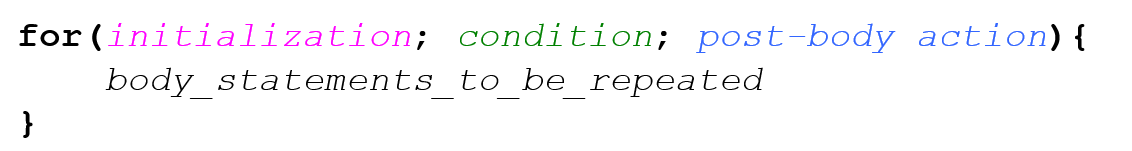 for(initialization; condition; post-body action){
    body_statements_to_be_repeated
}